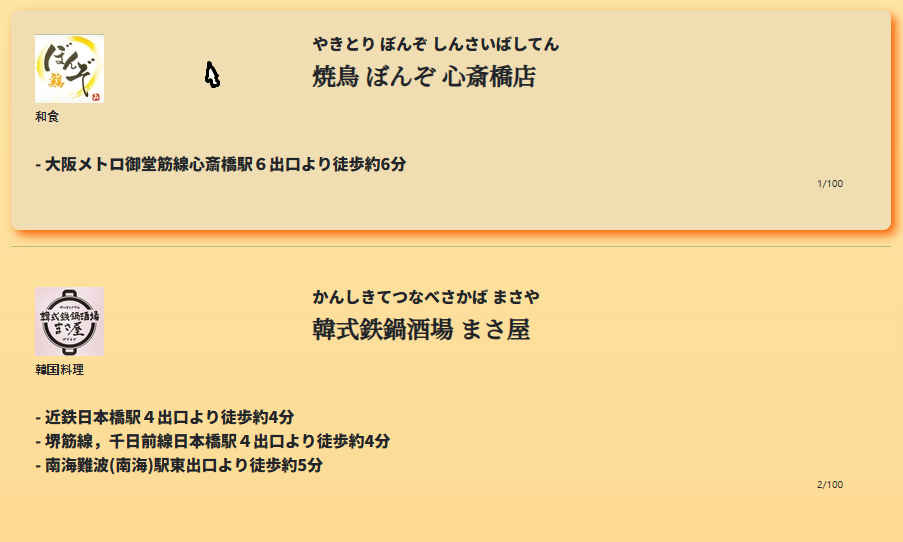 やきとり ぼんぞ しんさいばしてん
焼鳥 ぼんぞ 心斎橋店
ぼんぞ
鶏
和食
- 大阪メトロ御堂筋線心斎橋駅６出口より徒歩約6分
1/100
かんしきてつなべさかば まさや
韓式鉄鍋酒場 まさ屋
韓式鉄鍋酒場
まさ屋
韓国料理
- 近鉄日本橋駅４出口より徒歩約4分
- 堺筋線，千日前線日本橋駅４出口より徒歩約4分
- 南海難波(南海)駅東出口より徒歩約5分
2/100